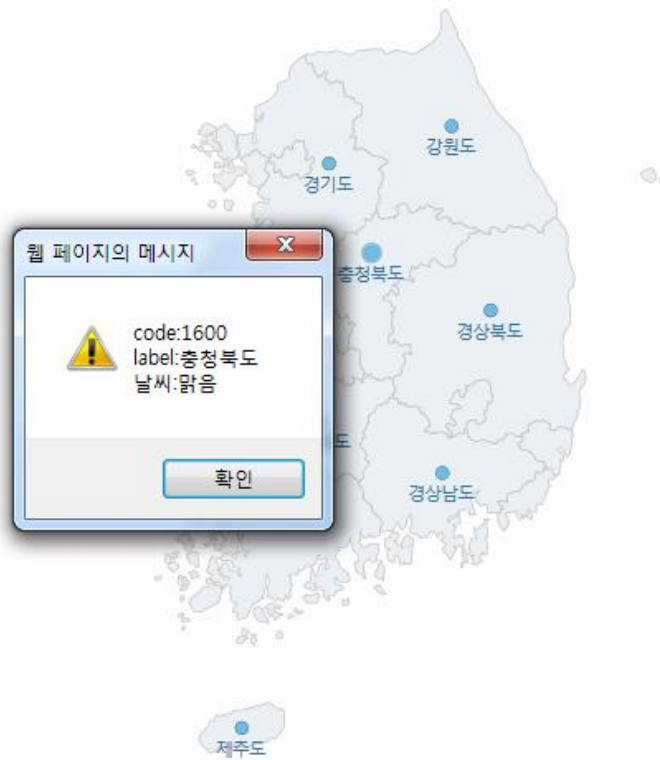 강원도
경기도
웹 페이지의 메시지
충청북도
code:1600
label:충청북도
날씨:맑음
경상북도
도
확인
경상남도
제주도